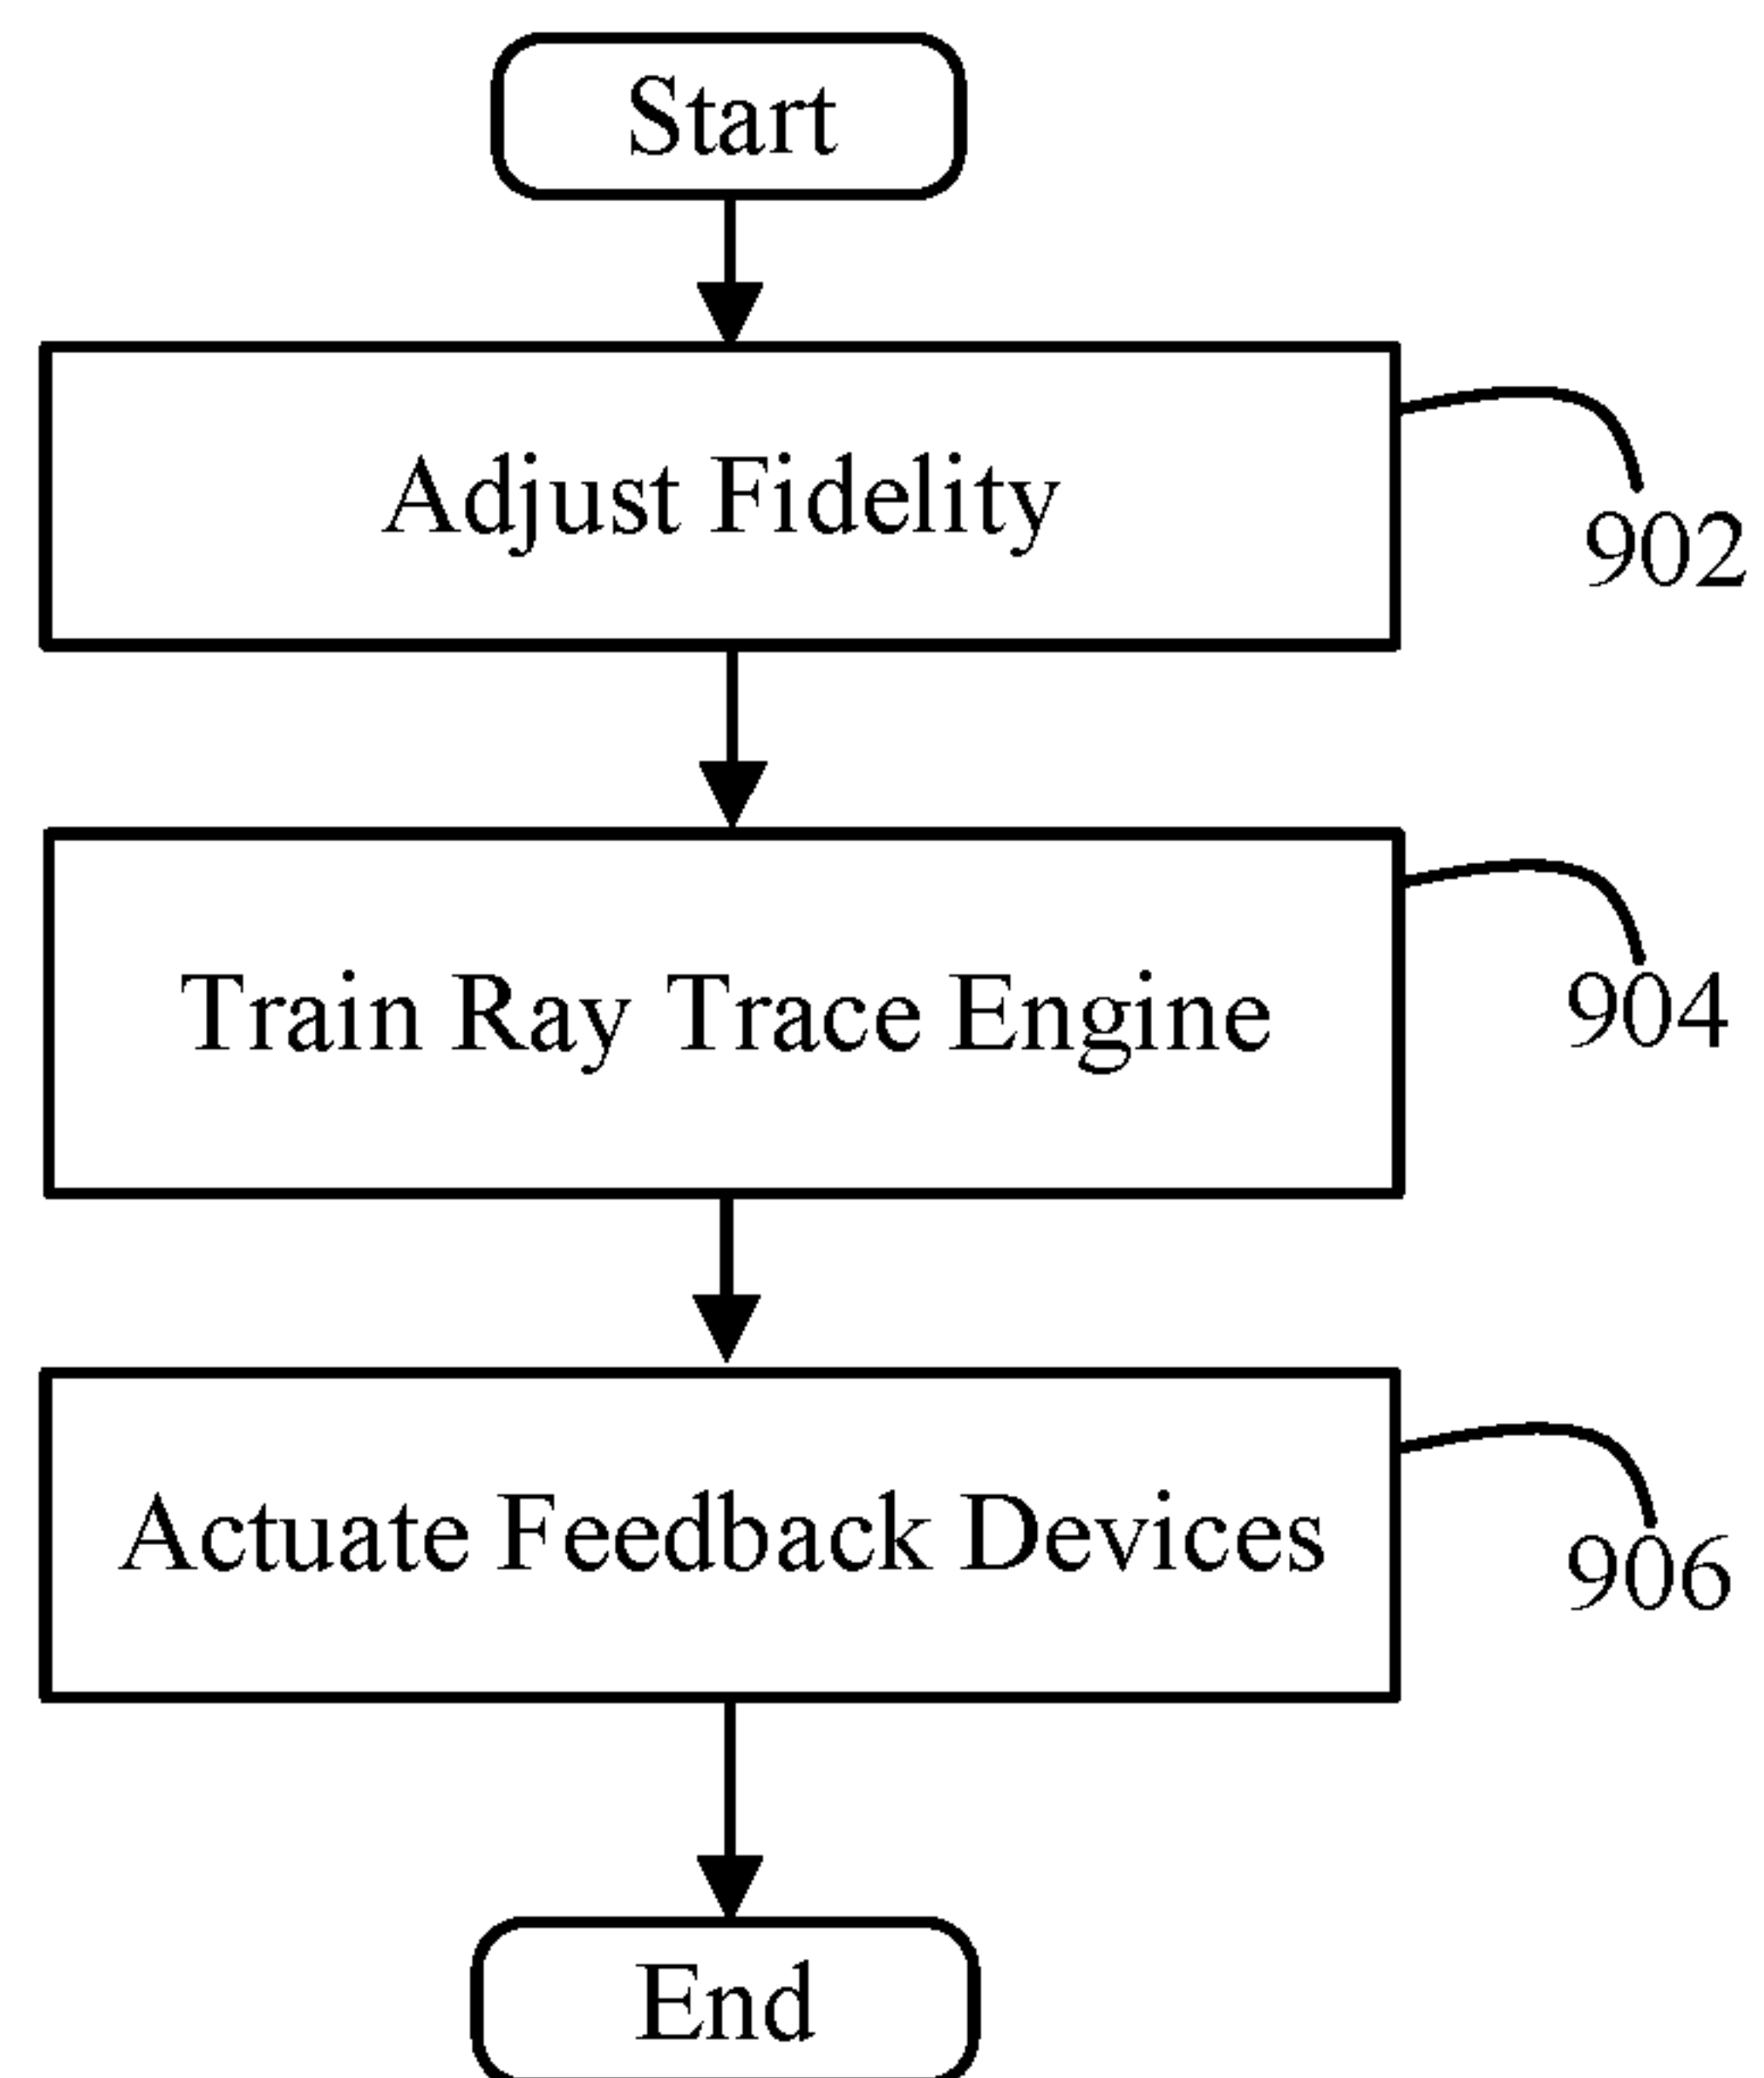 Start
Adjust Fidelity
902
Train Ray Trace Engine
904
Actuate Feedback Devices
906
End